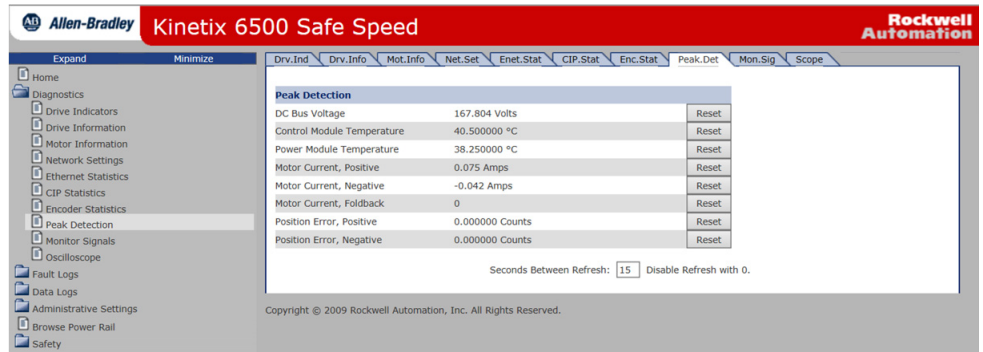 AB Allen-Bradley Kinetix 6500 Safe Speed Rockwell Automation
Expand Minimize
Home
Diagnostics
Drive Indicators
Drive Information
Motor Information
Network Settings
Ethernet Statistics
CIP Statistics
Encoder Statistics
Peak Detection
Monitor Signals
Oscilloscope
Fault Logs
Data Logs
Administrative Settings
Browse Power Rail
Safety
Drv.Ind Drv.Info Mot.Info Net.Set Enet.Stat CIP.Stat Enc.Stat Peak.Det Mon.Sig Scope
Peak Detection
DC Bus Voltage 167.804 Volts Reset
Control Module Temperature 40.500000 °C Reset
Power Module Temperature 38.250000 °C Reset
Motor Current, Positive 0.075 Amps Reset
Motor Current, Negative -0.042 Amps Reset
Motor Current, Foldback 0 Reset
Position Error, Positive 0.000000 Counts Reset
Position Error, Negative 0.000000 Counts Reset
Seconds Between Refresh: 15 Disable Refresh with 0.
Copyright © 2009 Rockwell Automation, Inc. All Rights Reserved.